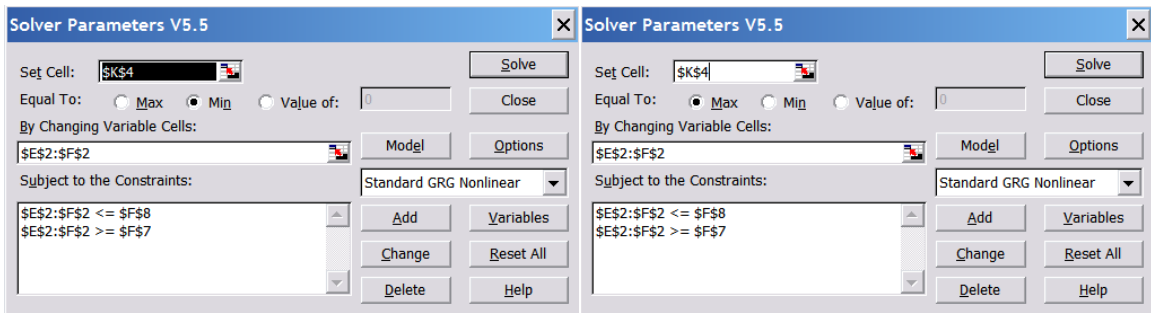 Solver Parameters V5.5
Set Cell: $K$4 Solve
Equal To: Max Min Value of: 0 Close
By Changing Variable Cells:
$E$2:$F$2 Model Options
Subject to the Constraints: Standard GRG Nonlinear
$E$2:$F$2 <= $F$8 Add Variables
$E$2:$F$2 >= $F$7
Change Reset All
Delete Help
Solver Parameters V5.5
Set Cell: $K$4 Solve
Equal To: Max Min Value of: 0 Close
By Changing Variable Cells:
$E$2:$F$2 Model Options
Subject to the Constraints: Standard GRG Nonlinear
$E$2:$F$2 <= $F$8 Add Variables
$E$2:$F$2 >= $F$7
Change Reset All
Delete Help